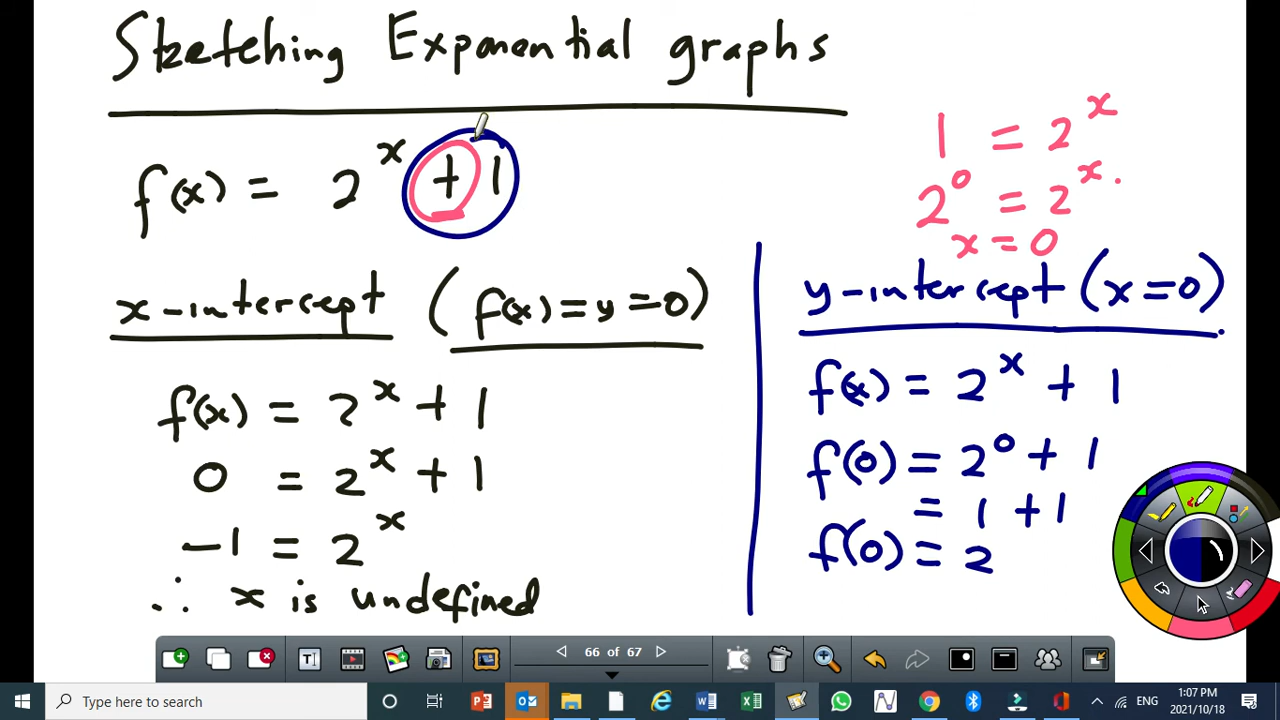 Sketching Exponential graphs
f(x) = 2^x + 1
1 = 2^x
2^0 = 2^x.
x = 0
x-intercept (f(x)=y=0)
f(x) = 2^x + 1
0 = 2^x + 1
-1 = 2^x
∴ x is undefined
y-intercept (x=0)
f(x) = 2^x + 1
f(0) = 2^0 + 1
= 1 + 1
f(0) = 2
66 of 67
Type here to search
ENG
1:07 PM
2021/10/18